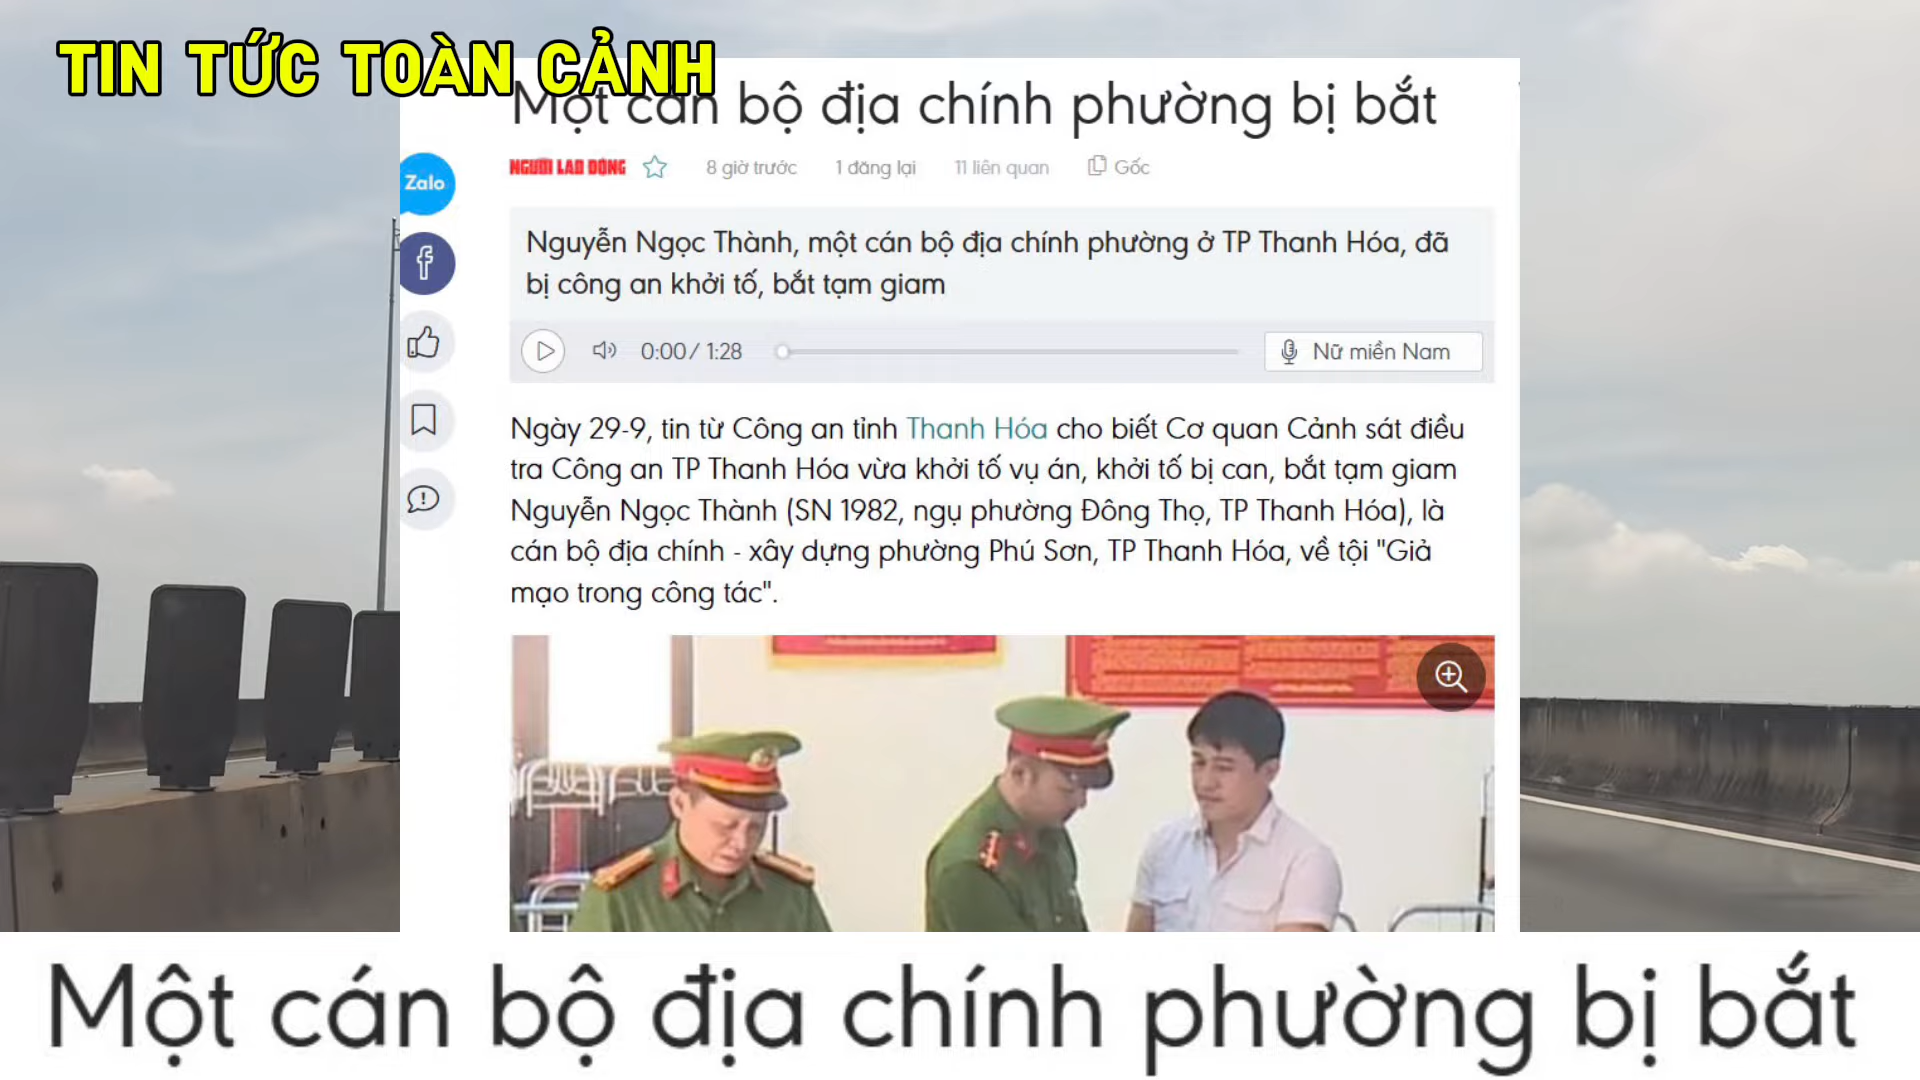 TIN TỨC TOÀN CẢNH
Một cán bộ địa chính phường bị bắt
NGƯỜI LAO ĐỘNG 8 giờ trước 1 đăng lại 11 liên quan Gốc
Zalo
Nguyễn Ngọc Thành, một cán bộ địa chính phường ở TP Thanh Hóa, đã
bị công an khởi tố, bắt tạm giam
0:00 / 1:28 Nữ miền Nam
Ngày 29-9, tin từ Công an tỉnh Thanh Hóa cho biết Cơ quan Cảnh sát điều
tra Công an TP Thanh Hóa vừa khởi tố vụ án, khởi tố bị can, bắt tạm giam
Nguyễn Ngọc Thành (SN 1982, ngụ phường Đông Thọ, TP Thanh Hóa), là
cán bộ địa chính - xây dựng phường Phú Sơn, TP Thanh Hóa, về tội "Giả
mạo trong công tác".
Một cán bộ địa chính phường bị bắt